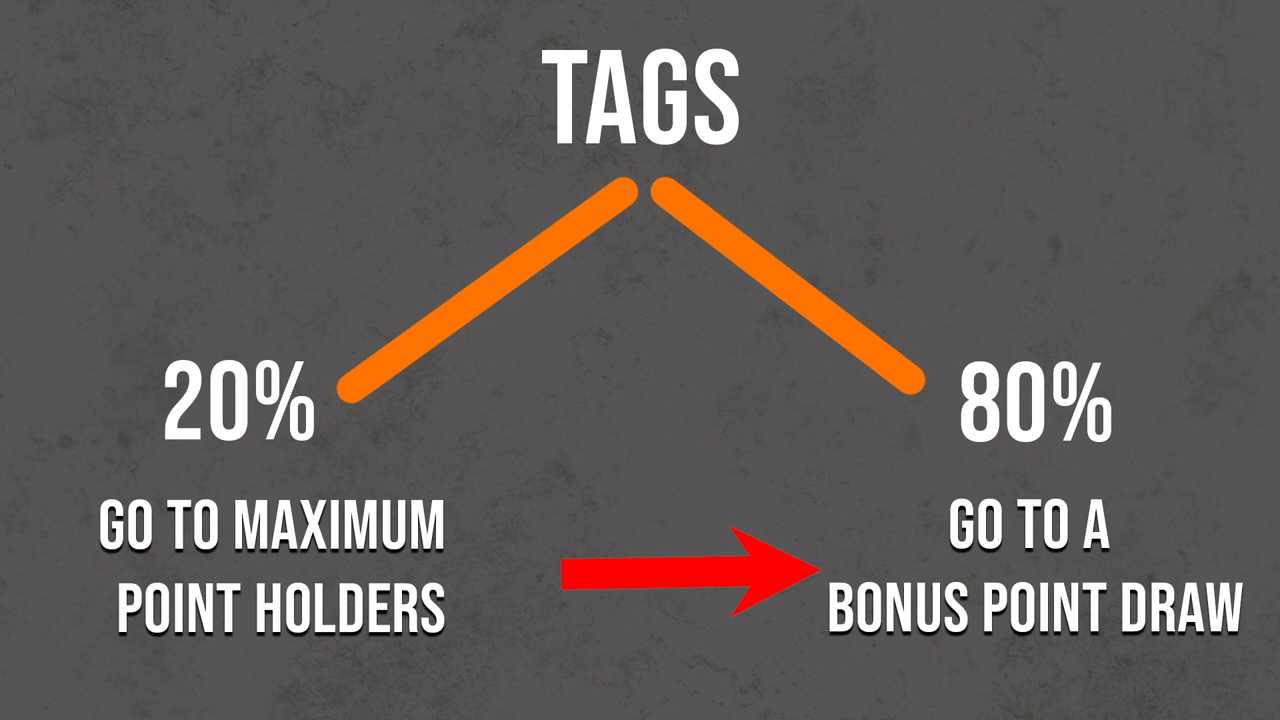 TAGS
20%
GO TO MAXIMUM
POINT HOLDERS
80%
GO TO A
BONUS POINT DRAW